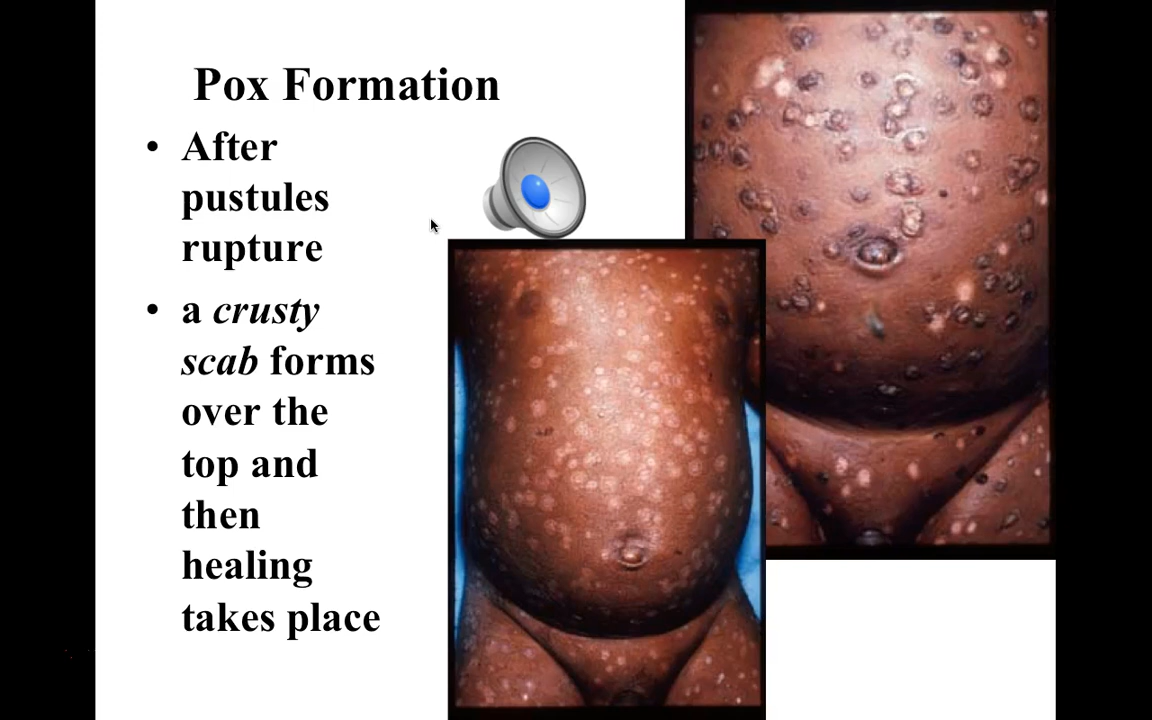 Pox Formation
• After
pustules
rupture
• a crusty
scab forms
over the
top and
then
healing
takes place